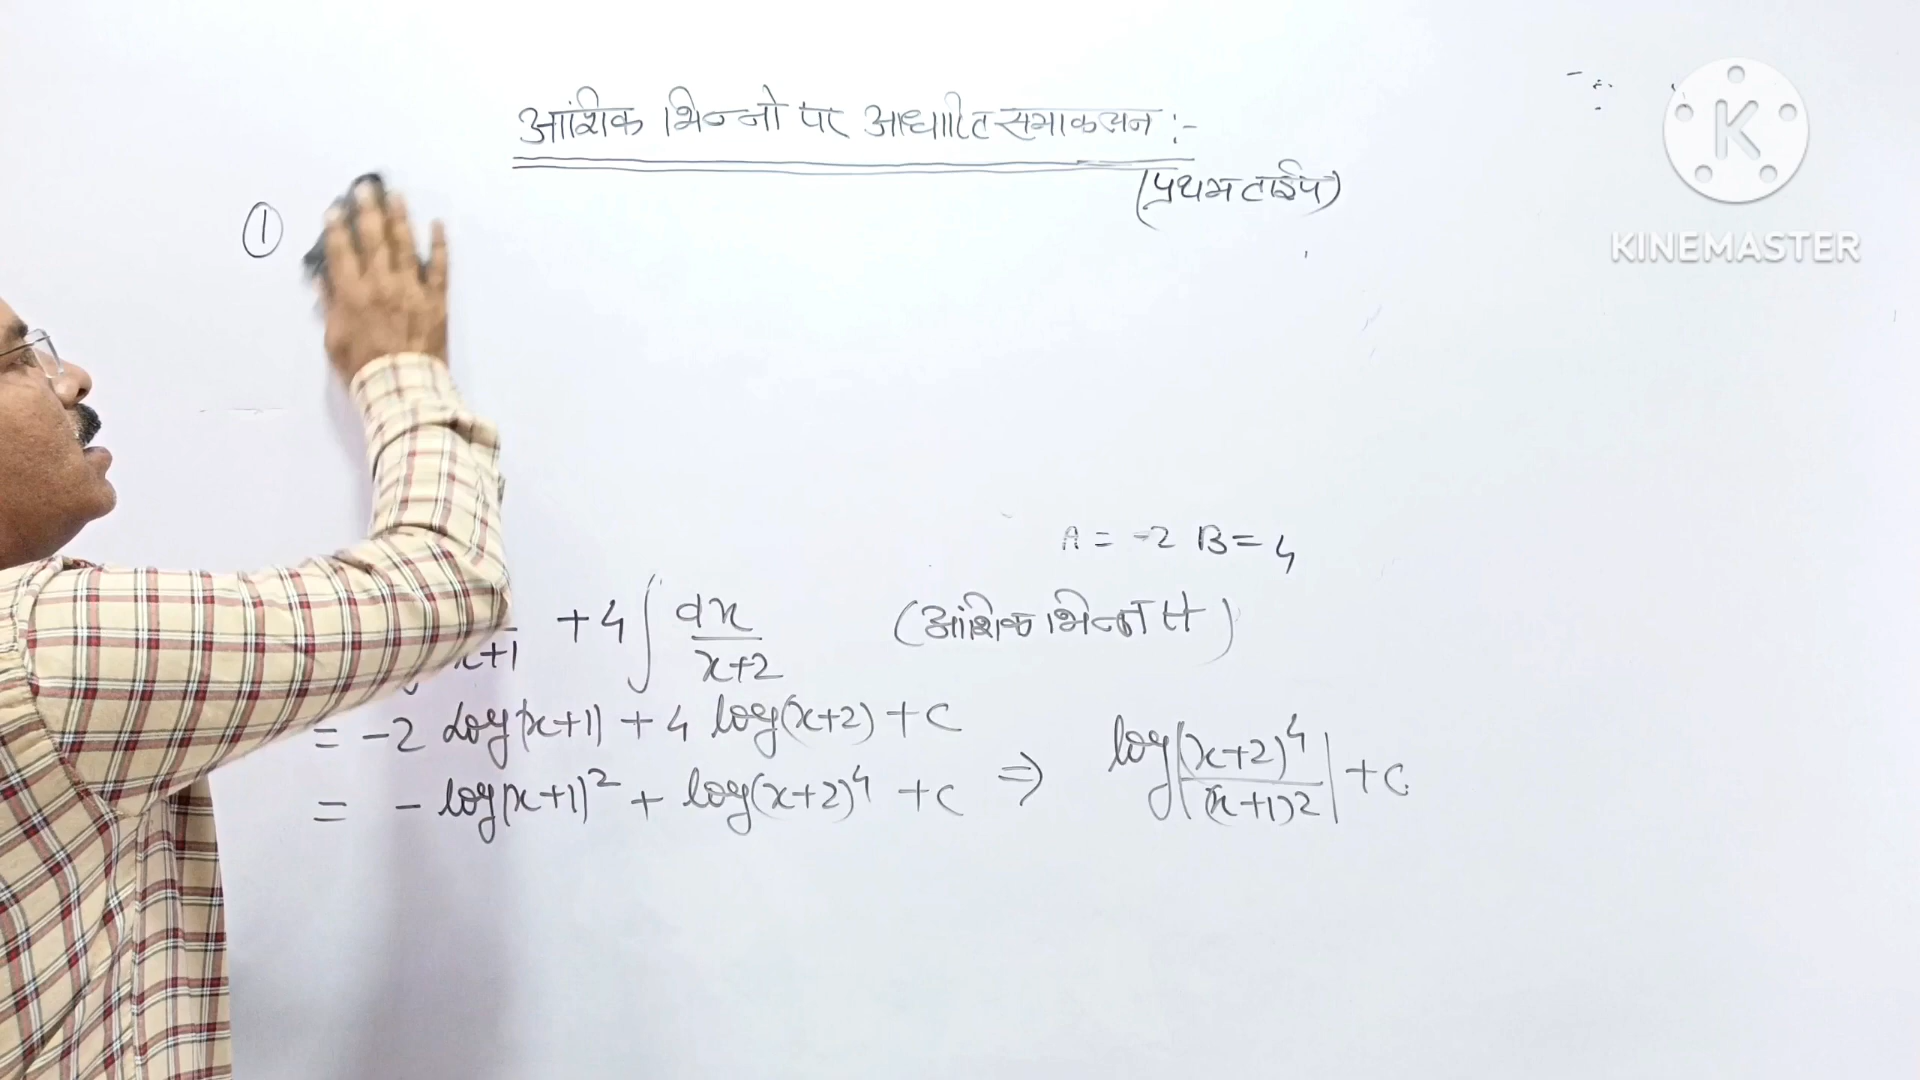 आंशिक भिन्नो पर आधारित समाकलन :-
(प्रथम टाईप)
K
KINEMASTER
①
A = -2 B = 4
x+1 + 4 ∫ dx / x+2 (आंशिक भिन्नो से)
= -2 log(x+1) + 4 log(x+2) + c
= - log(x+1)² + log(x+2)⁴ + c ⇒ log |(x+2)⁴ / (x+1)²| + c